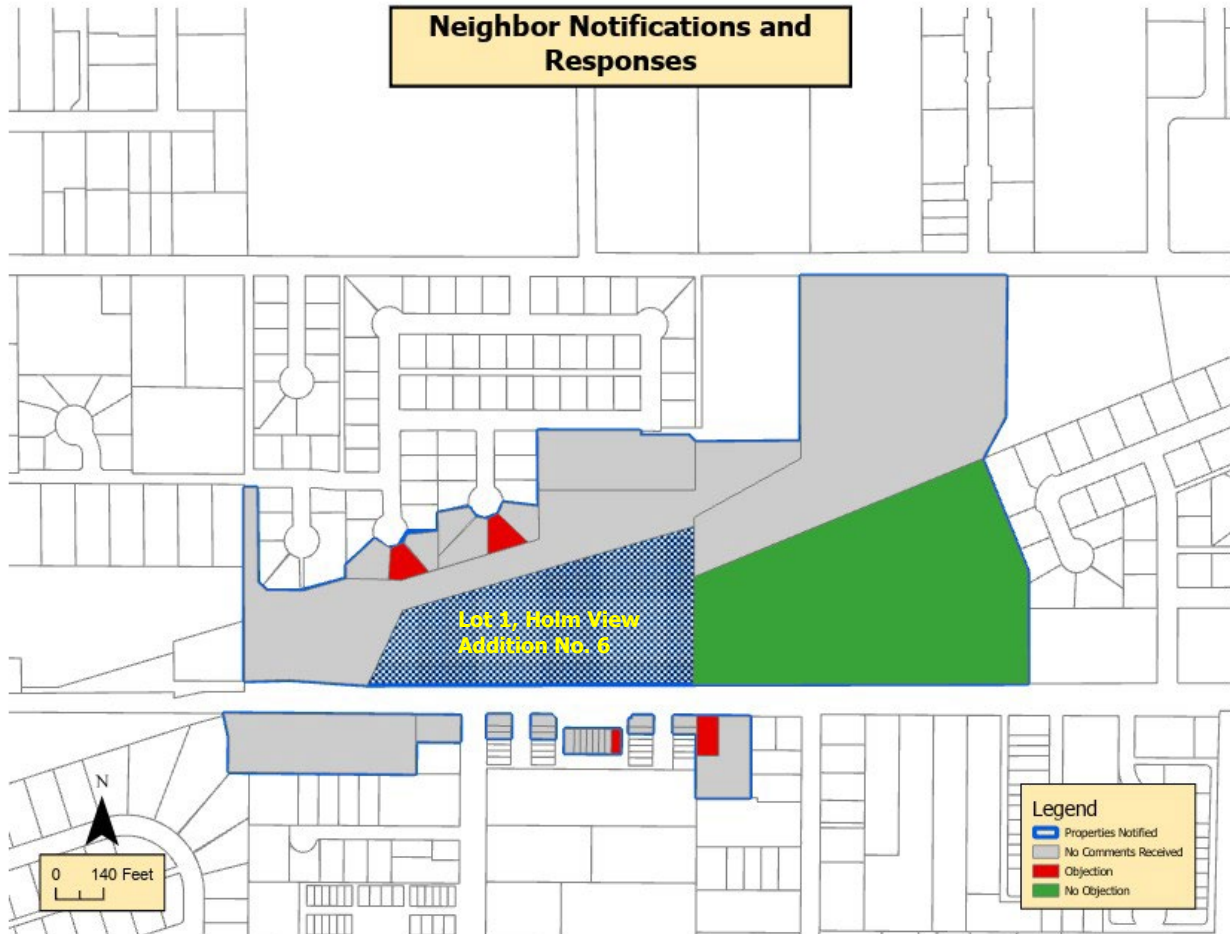 Neighbor Notifications and
Responses
Lot 1, Holm View
Addition No. 6
N
0 140 Feet
Legend
Properties Notified
No Comments Received
Objection
No Objection